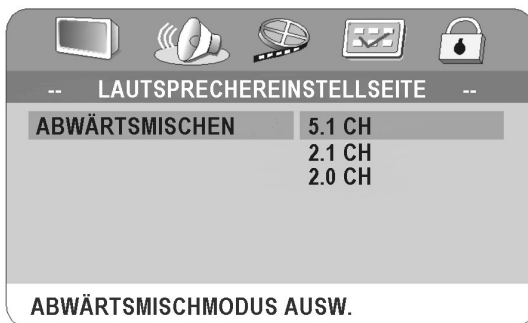 -- LAUTSPRECHEREINSTELLSEITE --
ABWÄRTSMISCHEN 5.1 CH
2.1 CH
2.0 CH
ABWÄRTSMISCHMODUS AUSW.